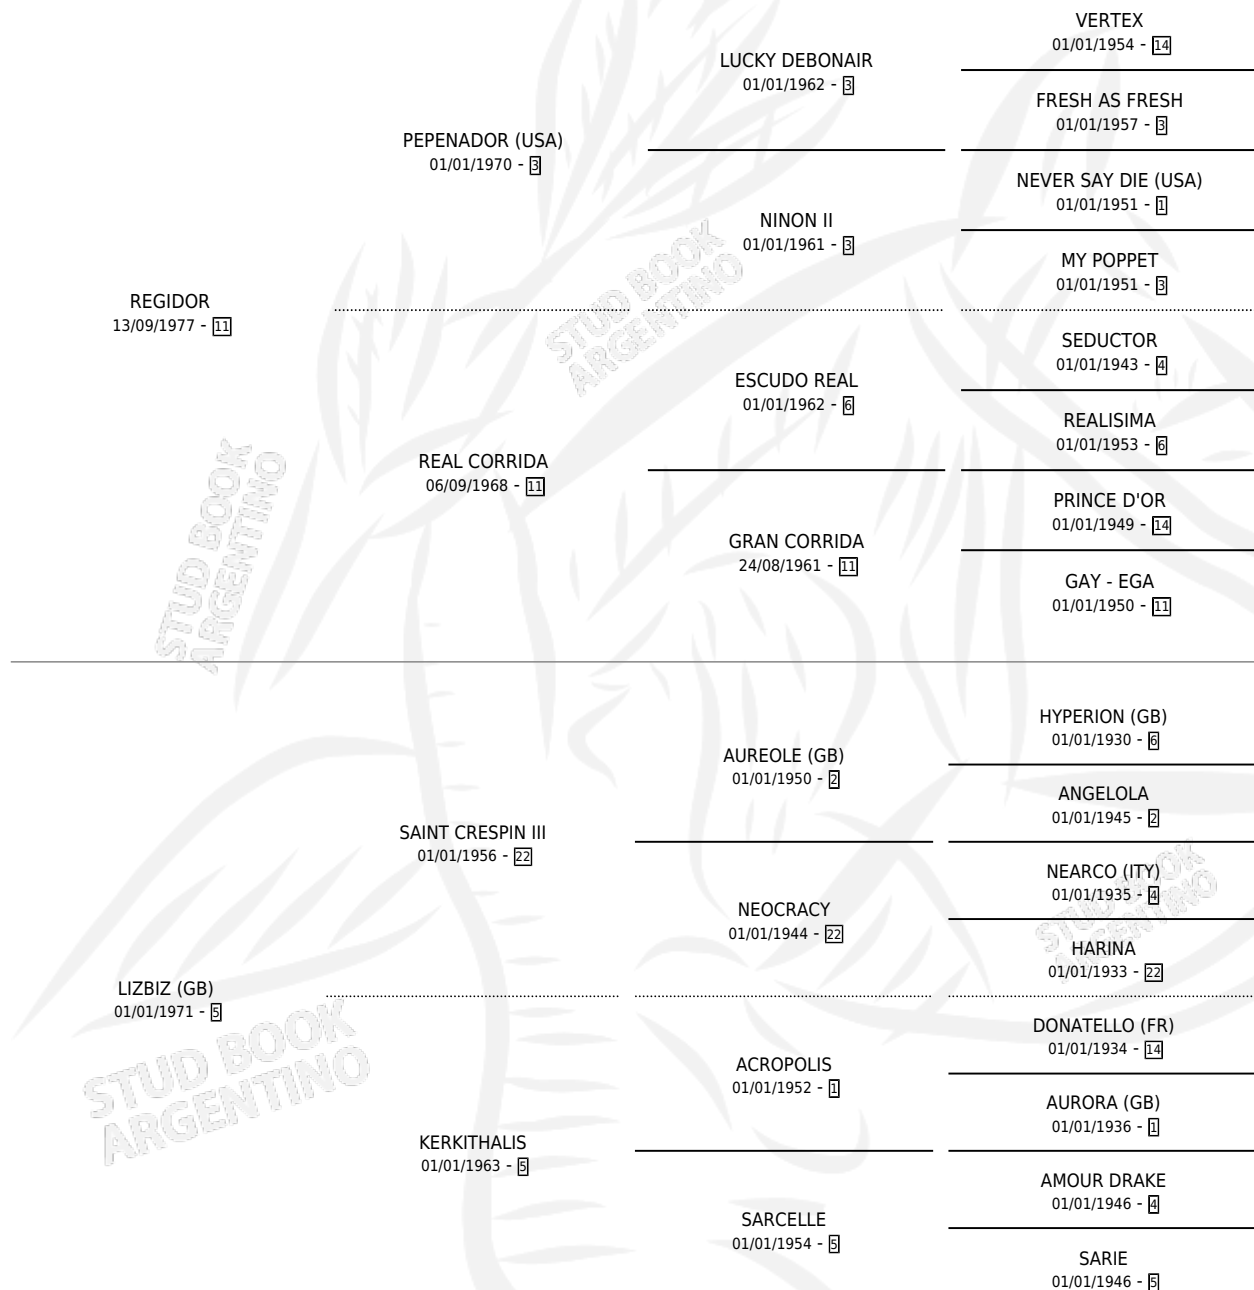 VERTEX
01/01/1954 - 14
LUCKY DEBONAIR
01/01/1962 - 3
FRESH AS FRESH
01/01/1957 - 3
PEPENADOR (USA)
01/01/1970 - 3
NEVER SAY DIE (USA)
01/01/1951 - 1
NINON II
01/01/1961 - 3
MY POPPET
01/01/1951 - 3
REGIDOR
13/09/1977 - 11
SEDUCTOR
01/01/1943 - 4
ESCUDO REAL
01/01/1962 - 6
REALISIMA
01/01/1953 - 6
REAL CORRIDA
06/09/1968 - 11
PRINCE D'OR
01/01/1949 - 14
GRAN CORRIDA
24/08/1961 - 11
GAY - EGA
01/01/1950 - 11
HYPERION (GB)
01/01/1930 - 6
AUREOLE (GB)
01/01/1950 - 2
ANGELOLA
01/01/1945 - 2
SAINT CRESPIN III
01/01/1956 - 22
NEARCO (ITY)
01/01/1935 - 4
NEOCRACY
01/01/1944 - 22
HARINA
01/01/1933 - 22
LIZBIZ (GB)
01/01/1971 - 5
DONATELLO (FR)
01/01/1934 - 14
ACROPOLIS
01/01/1952 - 1
AURORA (GB)
01/01/1936 - 1
KERKITHALIS
01/01/1963 - 5
AMOUR DRAKE
01/01/1946 - 4
SARCELLE
01/01/1954 - 5
SARIE
01/01/1946 - 5
STUD BOOK
ARGENTINO
STUD BOOK
ARGENTINO
STUD BOOK
ARGENTINO
STUD BOOK
ARGENTINO